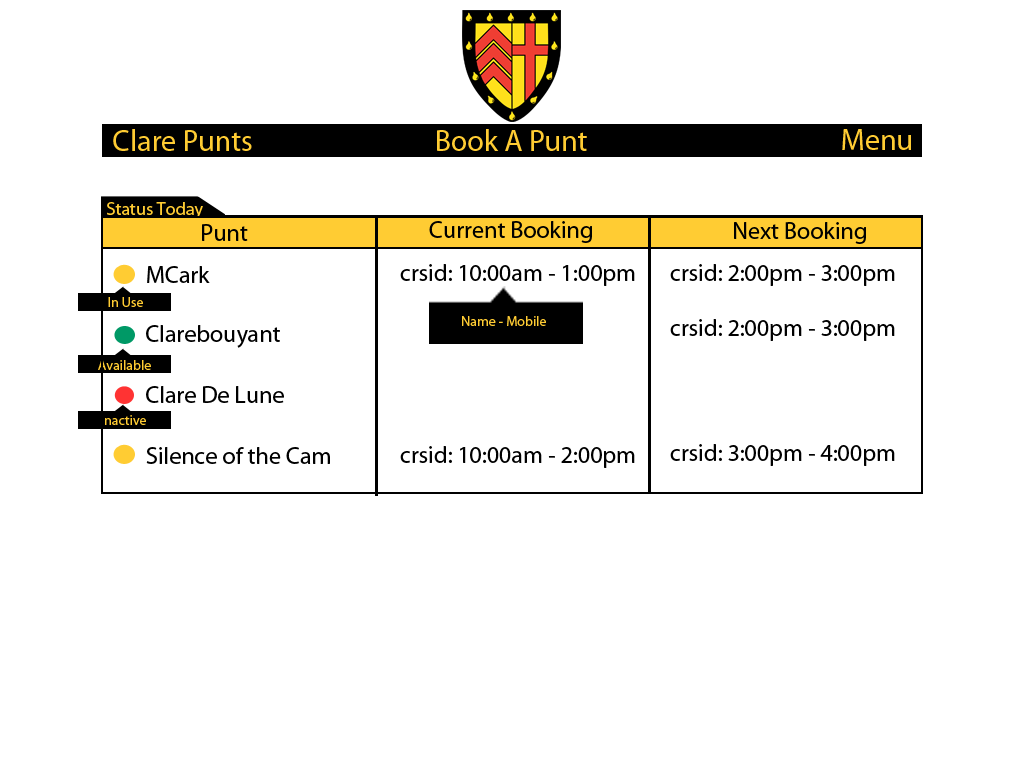 Clare Punts Book A Punt Menu
Status Today
Punt Current Booking Next Booking
MCark crsid: 10:00am - 1:00pm crsid: 2:00pm - 3:00pm
In Use
Name - Mobile
Clarebouyant crsid: 2:00pm - 3:00pm
Available
Clare De Lune
nactive
Silence of the Cam crsid: 10:00am - 2:00pm crsid: 3:00pm - 4:00pm